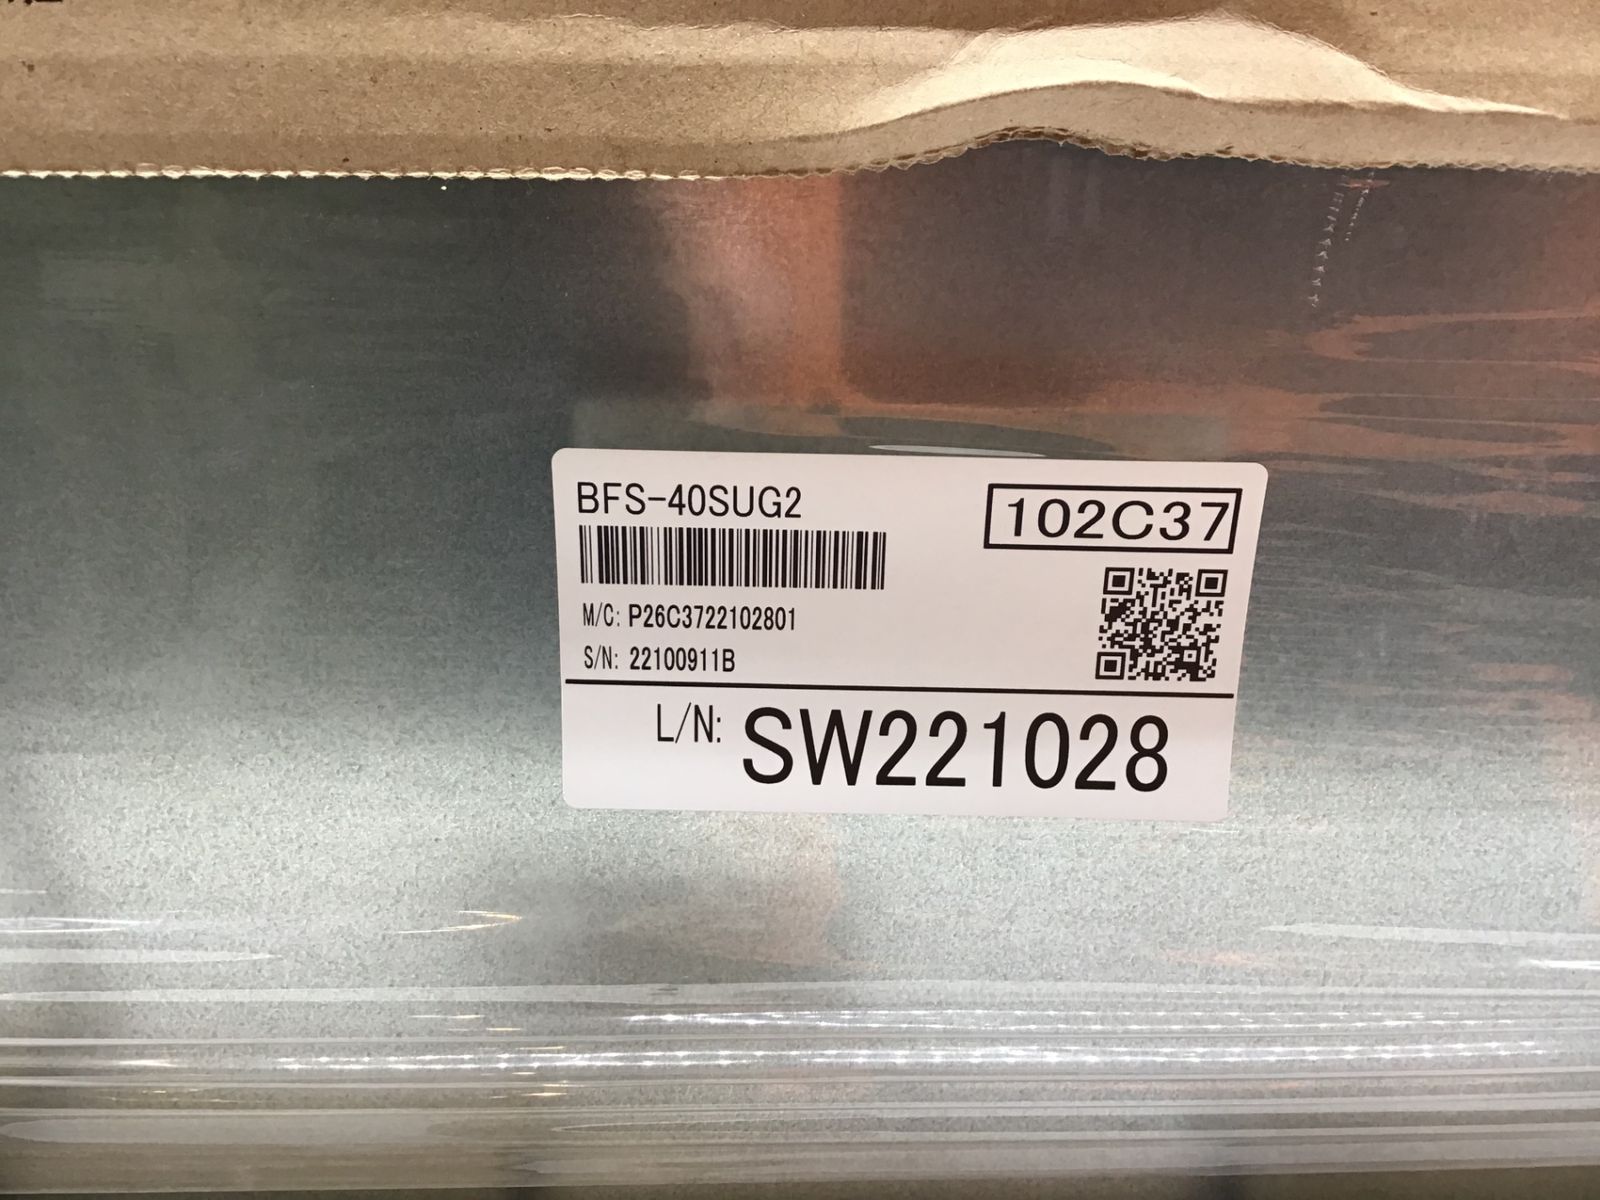 BFS-40SUG2
102C37
M/C: P26C3722102801
S/N: 22100911B
L/N: SW221028